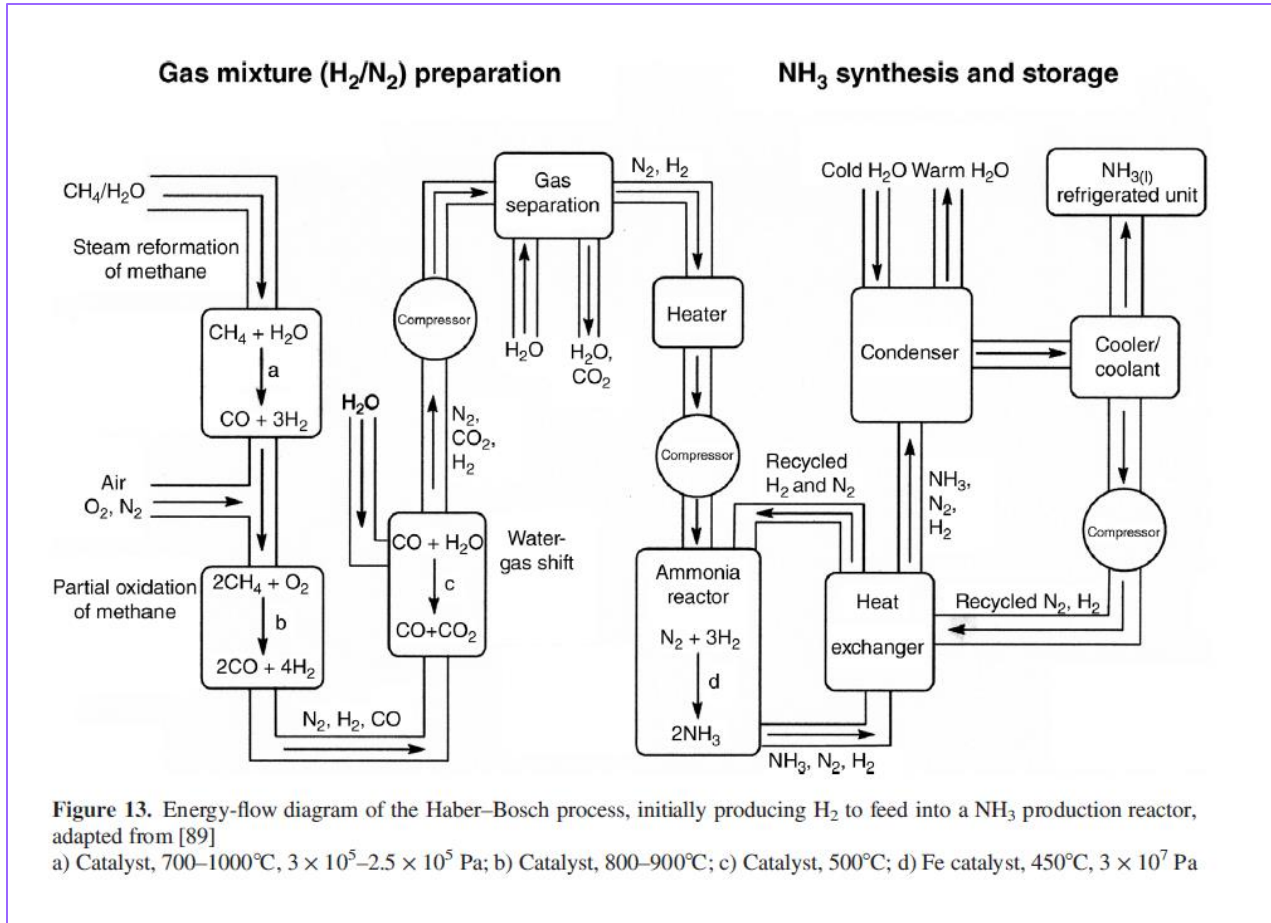 Gas mixture (H₂/N₂) preparation
NH₃ synthesis and storage
CH₄/H₂O
Steam reformation
of methane
CH₄ + H₂O
a
CO + 3H₂
Air
O₂, N₂
Partial oxidation
of methane
2CH₄ + O₂
b
2CO + 4H₂
N₂, H₂, CO
H₂O
CO + H₂O
c
CO+CO₂
Water-
gas shift
N₂,
CO₂,
H₂
Compressor
Gas
separation
H₂O
H₂O,
CO₂
N₂, H₂
Heater
Compressor
Ammonia
reactor
N₂ + 3H₂
d
2NH₃
NH₃, N₂, H₂
Recycled
H₂ and N₂
Heat
exchanger
NH₃,
N₂,
H₂
Cold H₂O Warm H₂O
Condenser
NH₃₍ₗ₎
refrigerated unit
Cooler/
coolant
Compressor
Recycled N₂, H₂
Figure 13. Energy-flow diagram of the Haber–Bosch process, initially producing H₂ to feed into a NH₃ production reactor,
adapted from [89]
a) Catalyst, 700–1000°C, 3 × 10⁵–2.5 × 10⁵ Pa; b) Catalyst, 800–900°C; c) Catalyst, 500°C; d) Fe catalyst, 450°C, 3 × 10⁷ Pa